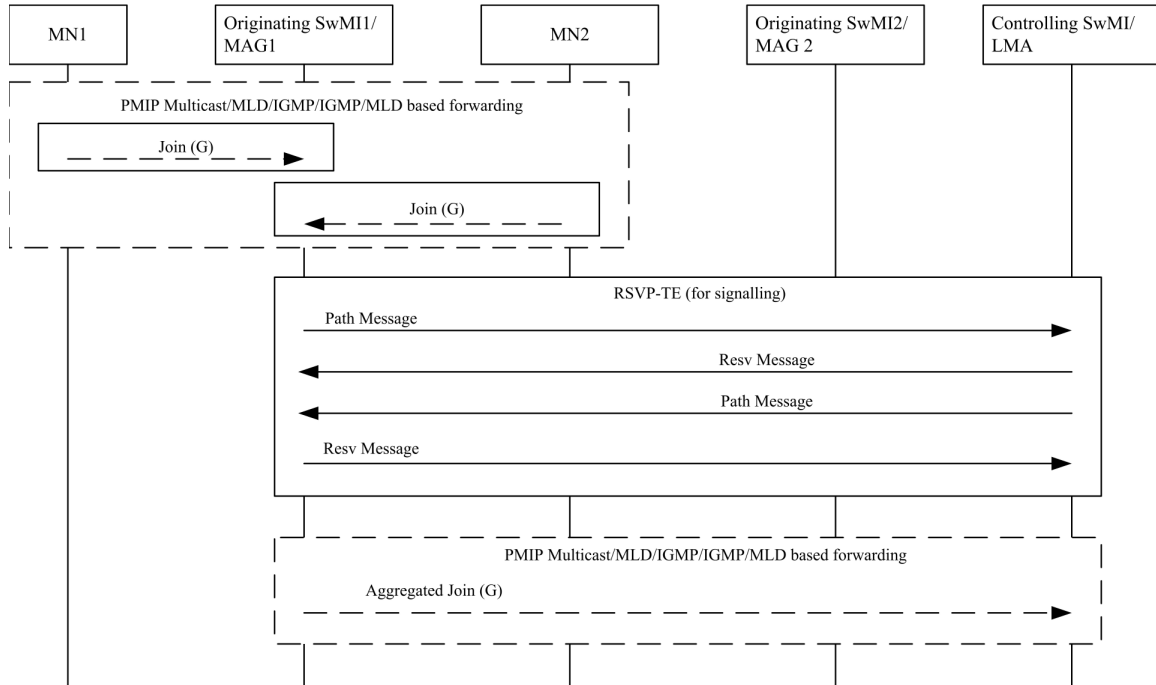 MN1
Originating SwMI1/
MAG1
MN2
Originating SwMI2/
MAG 2
Controlling SwMI/
LMA
PMIP Multicast/MLD/IGMP/IGMP/MLD based forwarding
Join (G)
Join (G)
RSVP-TE (for signalling)
Path Message
Resv Message
Path Message
Resv Message
PMIP Multicast/MLD/IGMP/IGMP/MLD based forwarding
Aggregated Join (G)